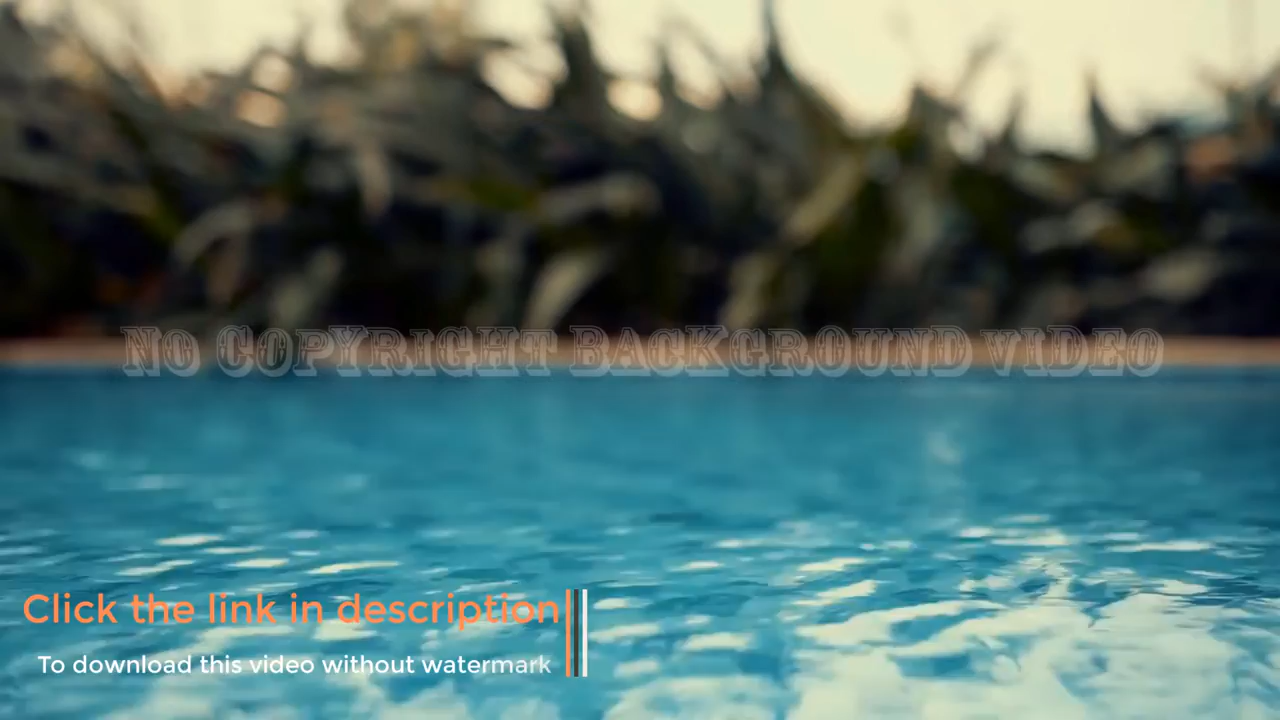 No Copyright Background Video
Click the link in description
To download this video without watermark